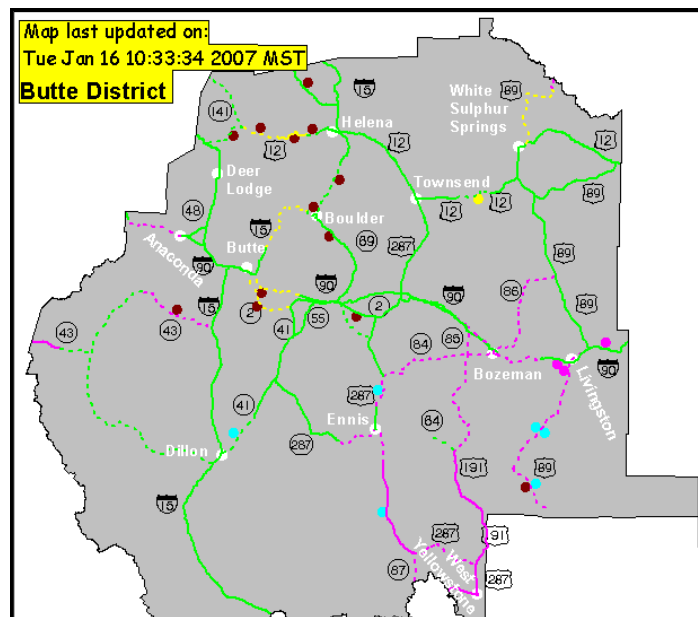 Map last updated on:
Tue Jan 16 10:33:34 2007 MST
Butte District
15
White
Sulphur
Springs
89
141
Helena
12
12
12
Deer
Lodge
Townsend
89
12
12
48
Boulder
15
Anaconda
Butte
69
287
89
90
90
86
15
2
55
2
90
89
43
43
41
84
85
Bozeman
Livingston
90
41
287
Ennis
64
287
Dillon
191
89
15
287
91
West
Yellowstone
87
287